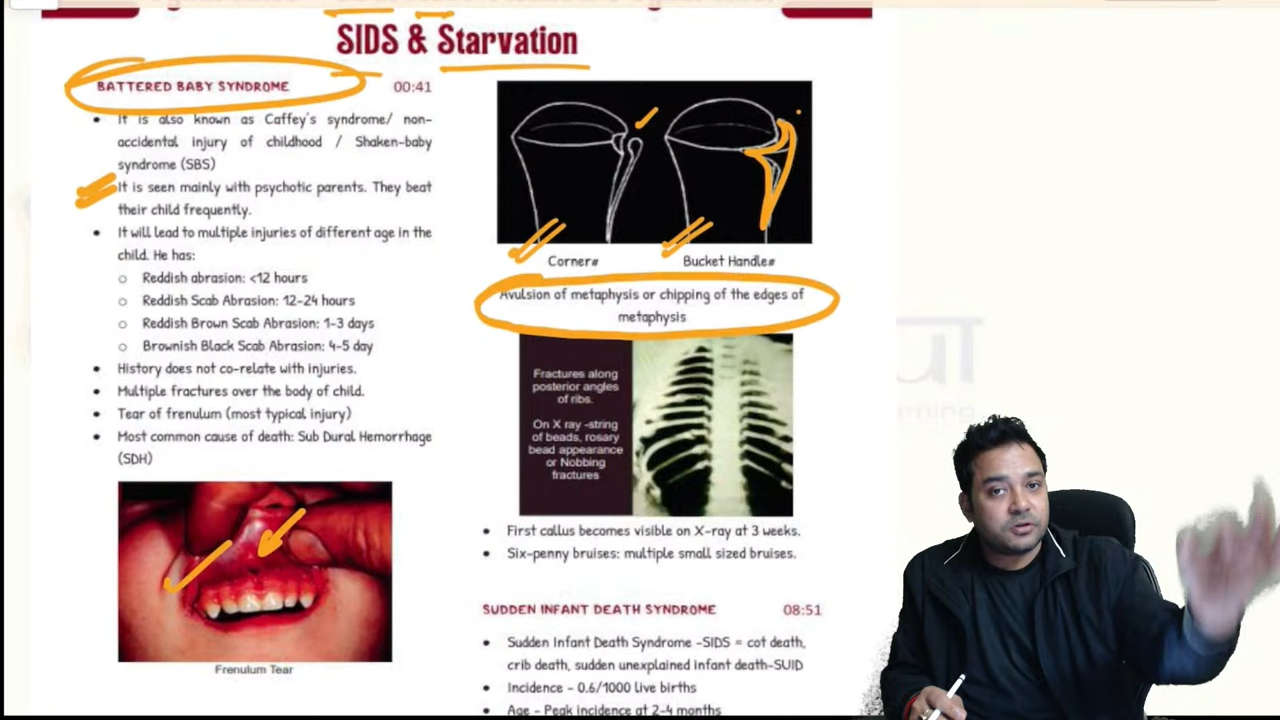 SIDS & Starvation
BATTERED BABY SYNDROME 00:41
• It is also known as Caffey's syndrome/ non-
accidental injury of childhood / Shaken-baby
syndrome (SBS)
It is seen mainly with psychotic parents. They beat
their child frequently.
• It will lead to multiple injuries of different age in the
child. He has:
o Reddish abrasion: <12 hours
o Reddish Scab Abrasion: 12-24 hours
o Reddish Brown Scab Abrasion: 1-3 days
o Brownish Black Scab Abrasion: 4-5 day
• History does not co-relate with injuries.
• Multiple fractures over the body of child.
• Tear of frenulum (most typical injury)
• Most common cause of death: Sub Dural Hemorrhage
(SDH)
Frenulum Tear
Corner# Bucket Handle#
Avulsion of metaphysis or chipping of the edges of
metaphysis
Fractures along
posterior angles
of ribs.
On X ray -string
of beads, rosary
bead appearance
or Nobbing
fractures
• First callus becomes visible on X-ray at 3 weeks.
• Six-penny bruises: multiple small sized bruises.
SUDDEN INFANT DEATH SYNDROME 08:51
• Sudden Infant Death Syndrome -SIDS = cot death,
crib death, sudden unexplained infant death-SUID
• Incidence - 0.6/1000 live births
• Age - Peak incidence at 2-4 months